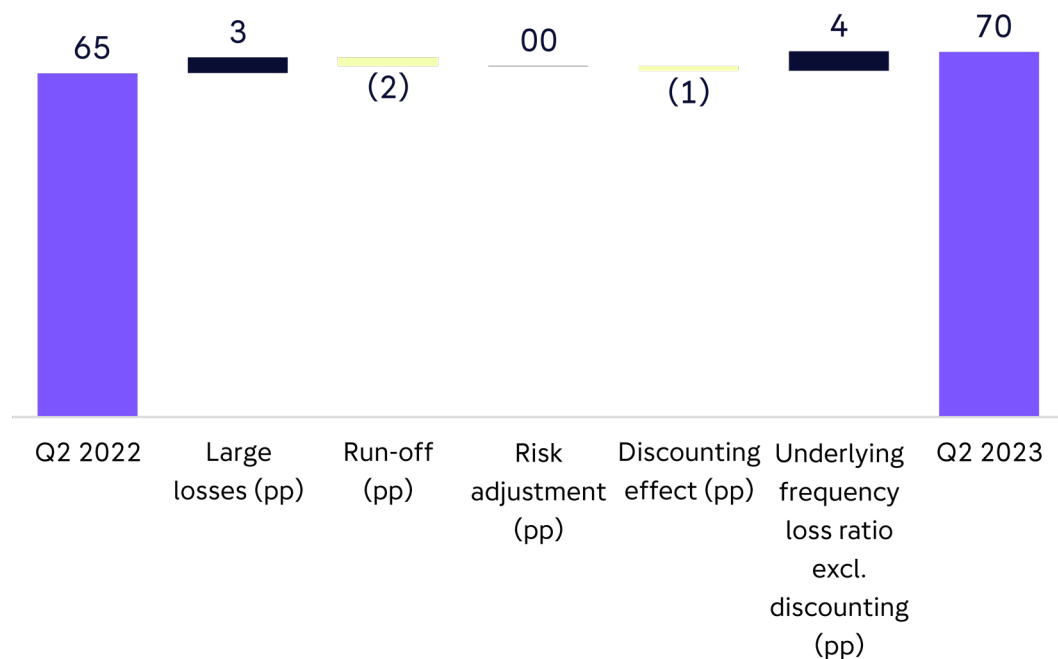 65
3
(2)
00
(1)
4
70
Q2 2022
Large
losses (pp)
Run-off
(pp)
Risk
adjustment
(pp)
Discounting
effect (pp)
Underlying
frequency
loss ratio
excl.
discounting
(pp)
Q2 2023